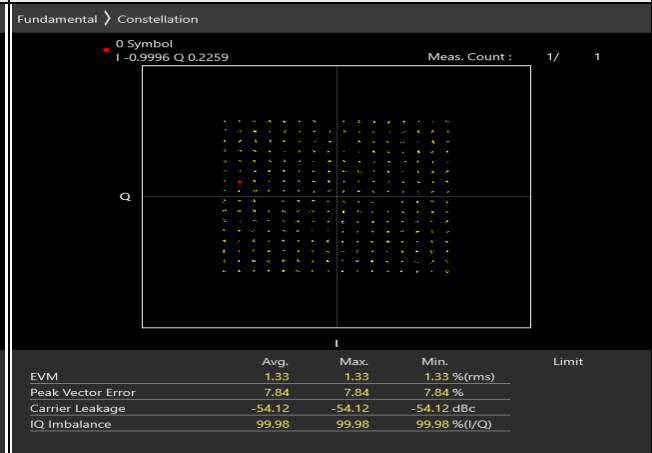 Fundamental 〉 Constellation
0 Symbol
I -0.9996 Q 0.2259 Meas. Count : 1/ 1
Q
I
Avg. Max. Min. Limit
EVM 1.33 1.33 1.33 %(rms)
Peak Vector Error 7.84 7.84 7.84 %
Carrier Leakage -54.12 -54.12 -54.12 dBc
IQ Imbalance 99.98 99.98 99.98 %(I/Q)